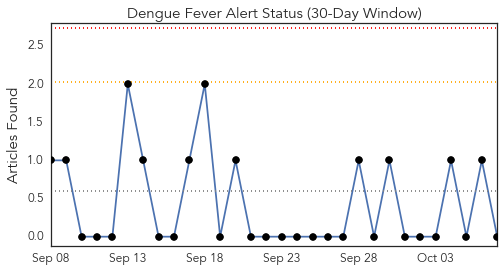 Dengue Fever Alert Status (30-Day Window)
Articles Found
2.5
2.0
1.5
1.0
0.5
0.0
Sep 08 Sep 13 Sep 18 Sep 23 Sep 28 Oct 03